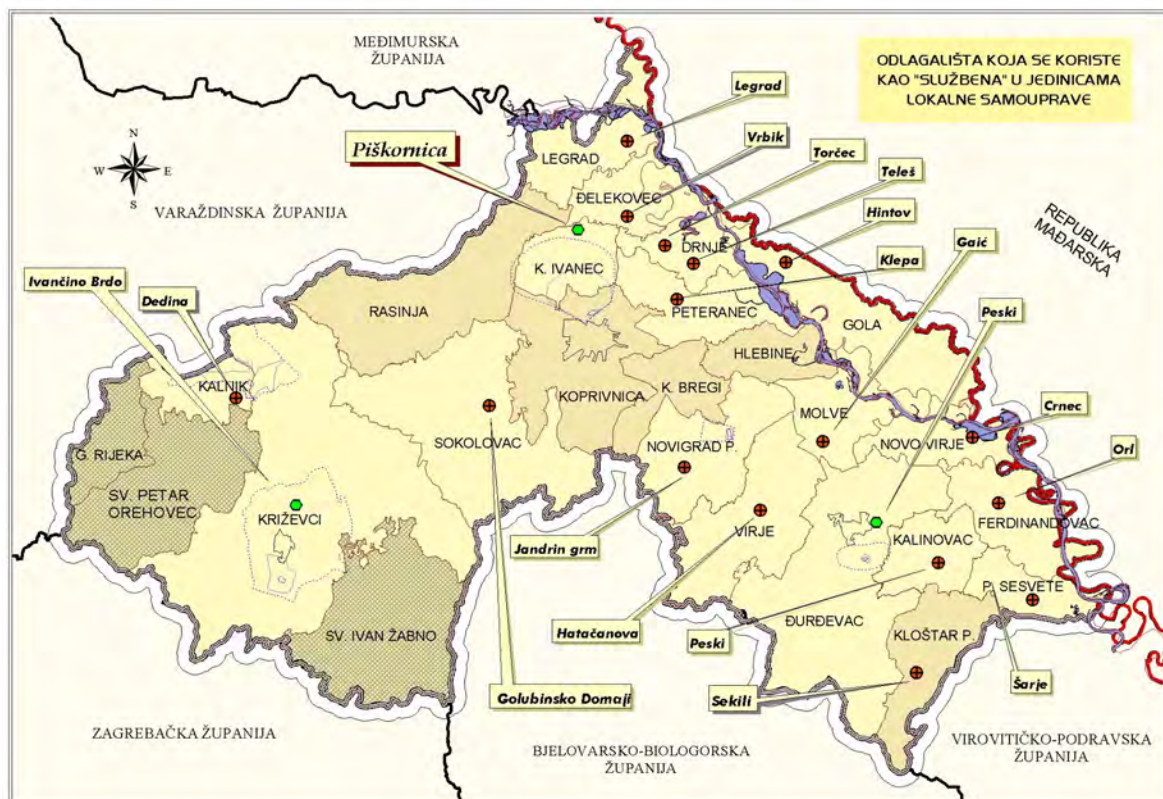 MEĐIMURSKA
ŽUPANIJA
ODLAGALIŠTA KOJA SE KORISTE
KAO "SLUŽBENA" U JEDINICAMA
LOKALNE SAMOUPRAVE
Legrad
Vrbik
Torčec
Teleš
Hintov
Gaić
Klepa
Peski
Piškornica
N
W
E
S
VARAŽDINSKA ŽUPANIJA
REPUBLIKA
MAĐARSKA
LEGRAD
ĐELEKOVEC
DRNJE
K. IVANEC
PETERANEC
GOLA
Ivančino Brdo
Dedina
RASINJA
HLEBINE
KALNIK
KOPRIVNICA
K. BREGI
MOLVE
SOKOLOVAC
NOVIGRAD P.
NOVO VIRJE
Crnec
Orl
G. RIJEKA
SV. PETAR
OREHOVEC
KRIŽEVCI
VIRJE
KALINOVAC
FERDINANDOVAC
Jandrin grm
P. SESVETE
Hatačanova
Peski
ĐURĐEVAC
SV. IVAN ŽABNO
KLOŠTAR P.
Golubinsko Domaji
Sekili
Šarje
ZAGREBAČKA ŽUPANIJA
BJELOVARSKO-BIOLOGORSKA
ŽUPANIJA
VIROVITIČKO-PODRAVSKA
ŽUPANIJA